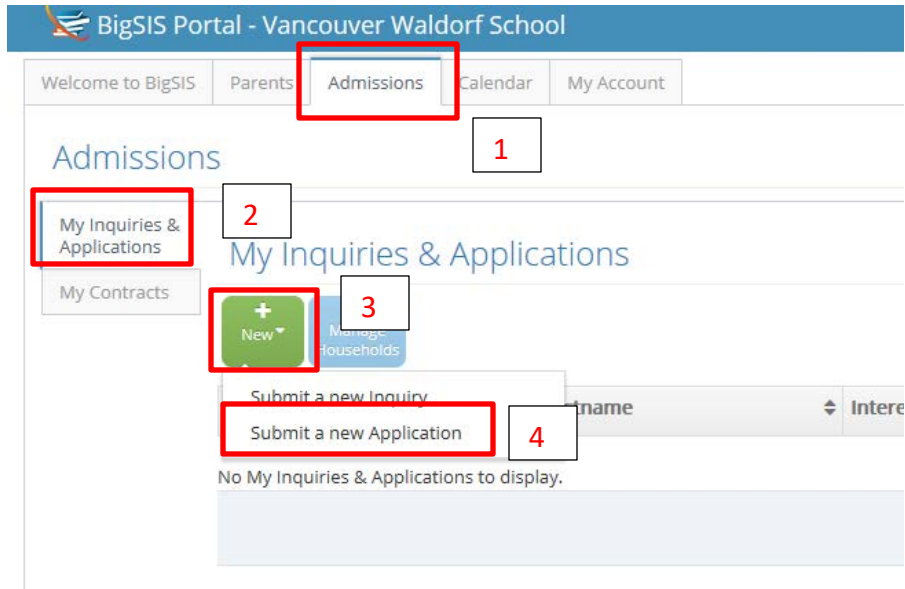 BigSIS Portal - Vancouver Waldorf School
Welcome to BigSIS Parents Admissions Calendar My Account
1
Admissions
My Inquiries &
Applications
2
My Inquiries & Applications
My Contracts
3
New
Manage
Households
Submit a new Inquiry
Submit a new Application
4
No My Inquiries & Applications to display.